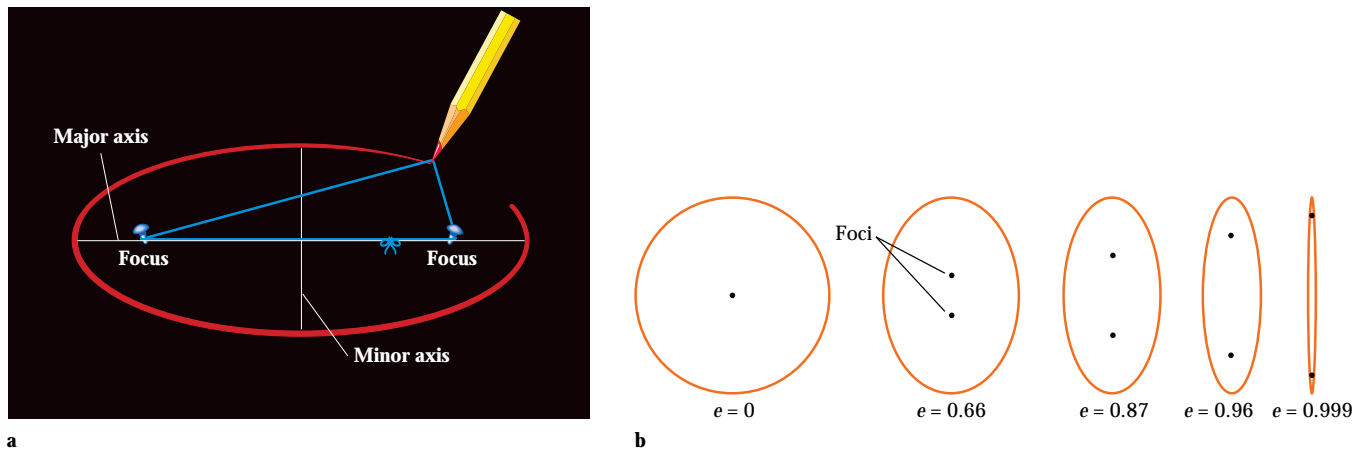 Major axis
Focus
Focus
Minor axis
a
Foci
e = 0
e = 0.66
e = 0.87
e = 0.96
e = 0.999
b